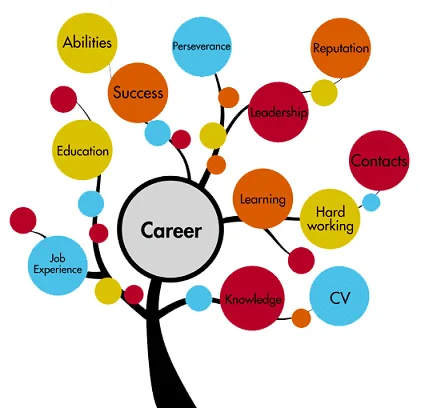 Abilities
Perseverance
Reputation
Success
Leadership
Education
Contacts
Learning
Hard
working
Career
Job
Experience
Knowledge
CV